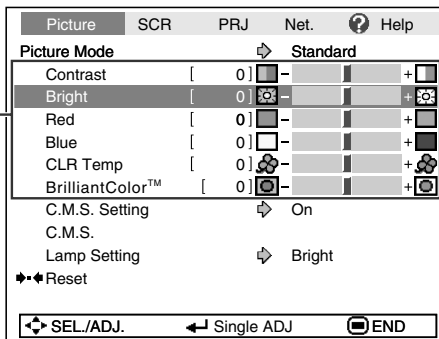 Picture SCR PRJ Net. ? Help
Picture Mode Standard
Contrast [ 0 ] - +
Bright [ 0 ] - +
Red [ 0 ] - +
Blue [ 0 ] - +
CLR Temp [ 0 ] - +
BrilliantColor™ [ 0 ] - +
C.M.S. Setting On
C.M.S.
Lamp Setting Bright
Reset
SEL./ADJ. Single ADJ END